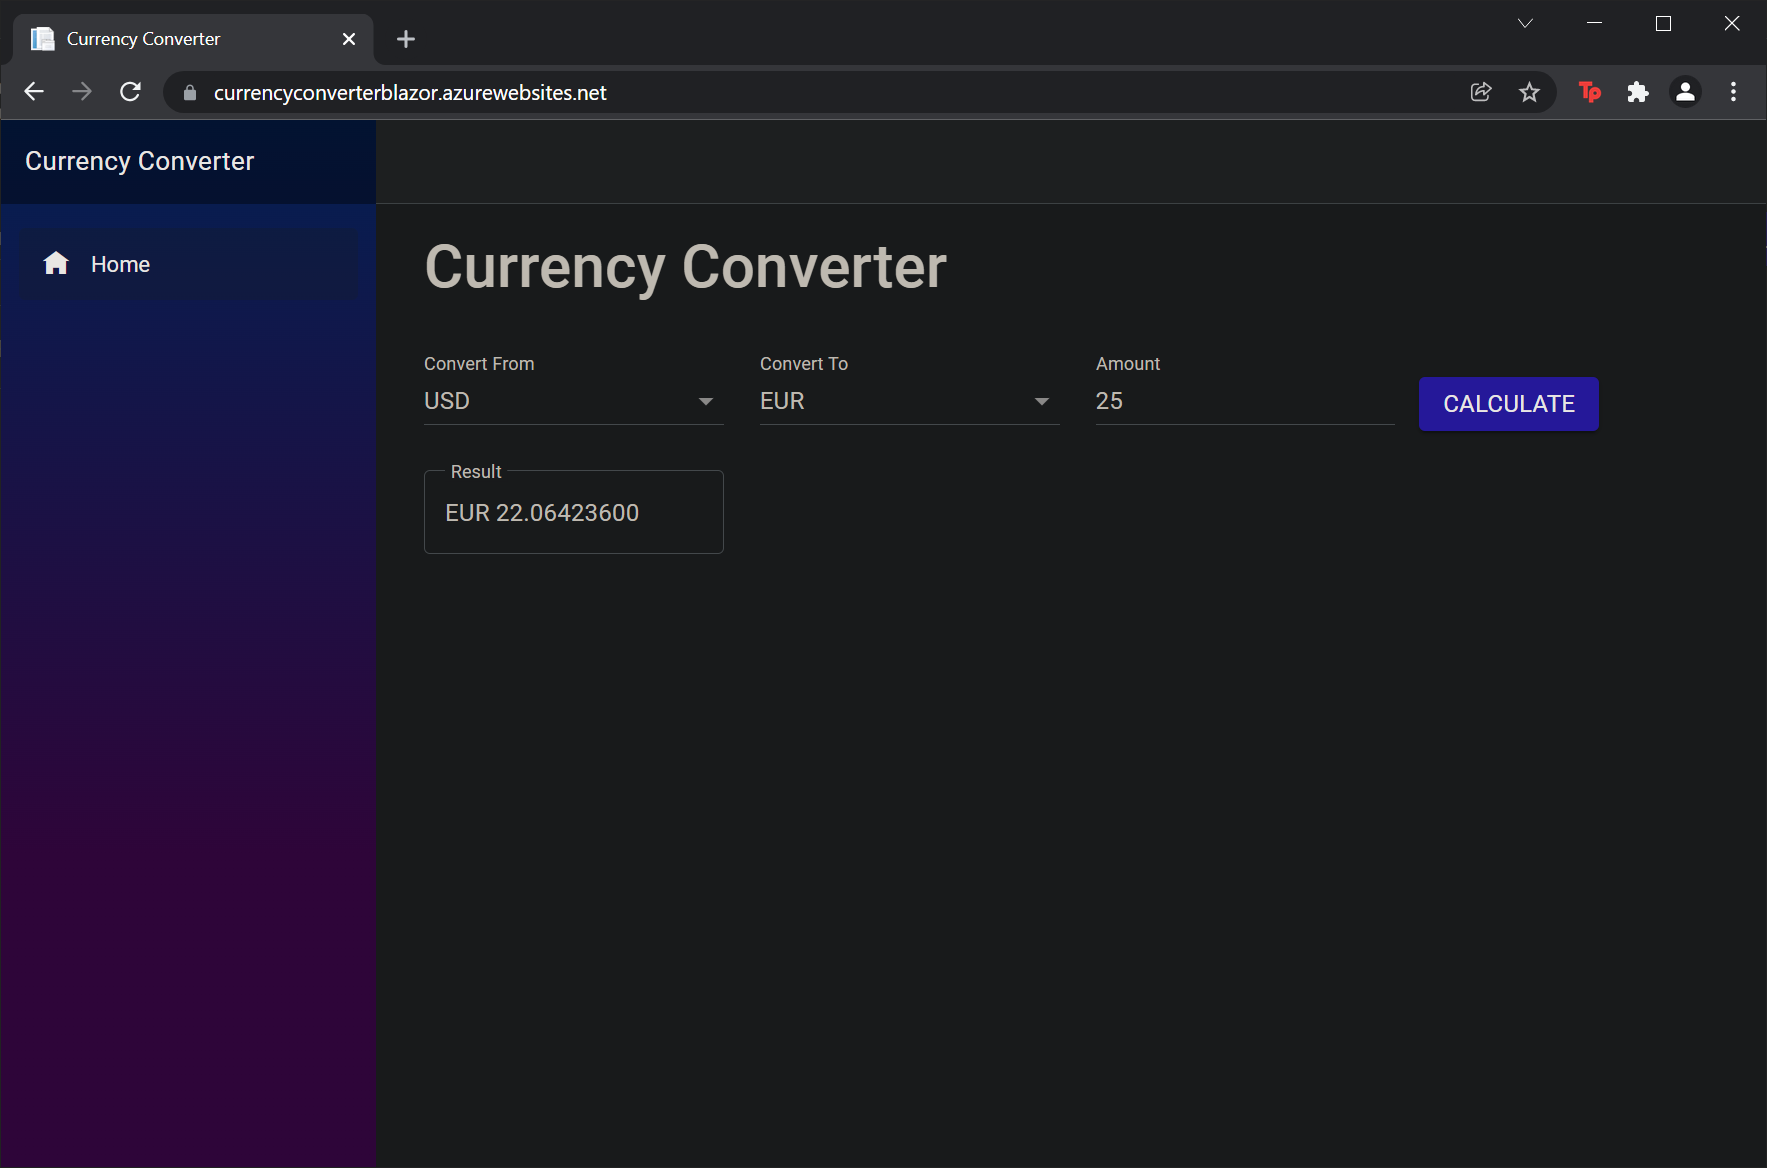 Currency Converter
currencyconverterblazor.azurewebsites.net
Tp
Currency Converter
Home
Currency Converter
Convert From
USD
Convert To
EUR
Amount
25
CALCULATE
Result
EUR 22.06423600